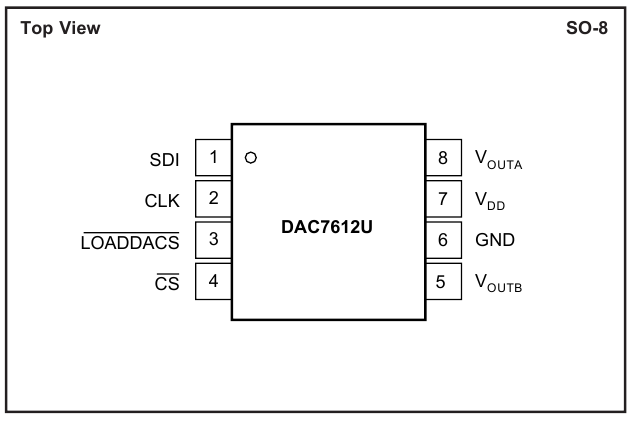 Top View SO-8
SDI 1 8 VOUTA
CLK 2 7 VDD
DAC7612U
LOADDACS 3 6 GND
CS 4 5 VOUTB